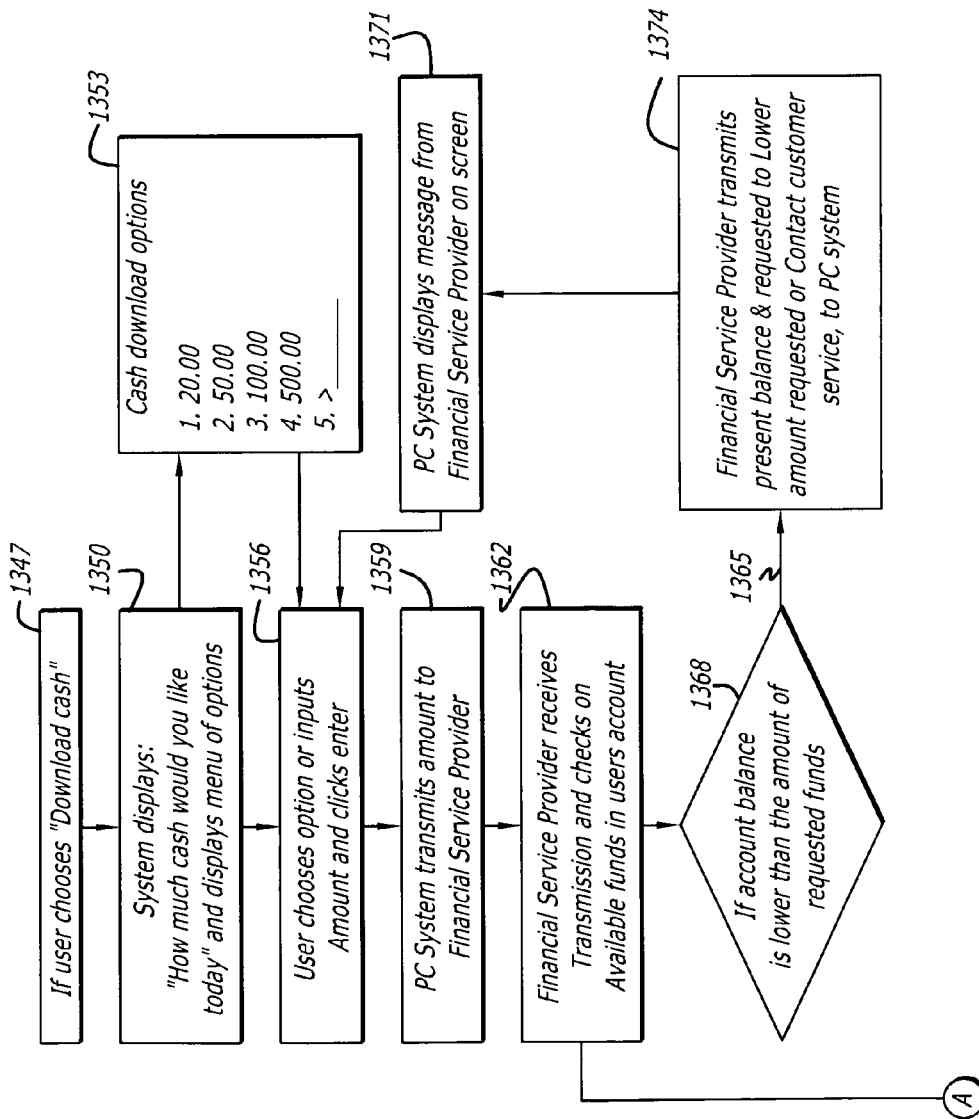 1347
If user chooses "Download cash"
1350
System displays:
"How much cash would you like
today" and displays menu of options
1353
Cash download options
1. 20.00
2. 50.00
3. 100.00
4. 500.00
5. > ______
1356
User chooses option or inputs
Amount and clicks enter
1359
PC System transmits amount to
Financial Service Provider
1371
PC System displays message from
Financial Service Provider on screen
1362
Financial Service Provider receives
Transmission and checks on
Available funds in users account
1368
If account balance
is lower than the amount of
requested funds
1365
1374
Financial Service Provider transmits
present balance & requested to Lower
amount requested or Contact customer
service, to PC system
A